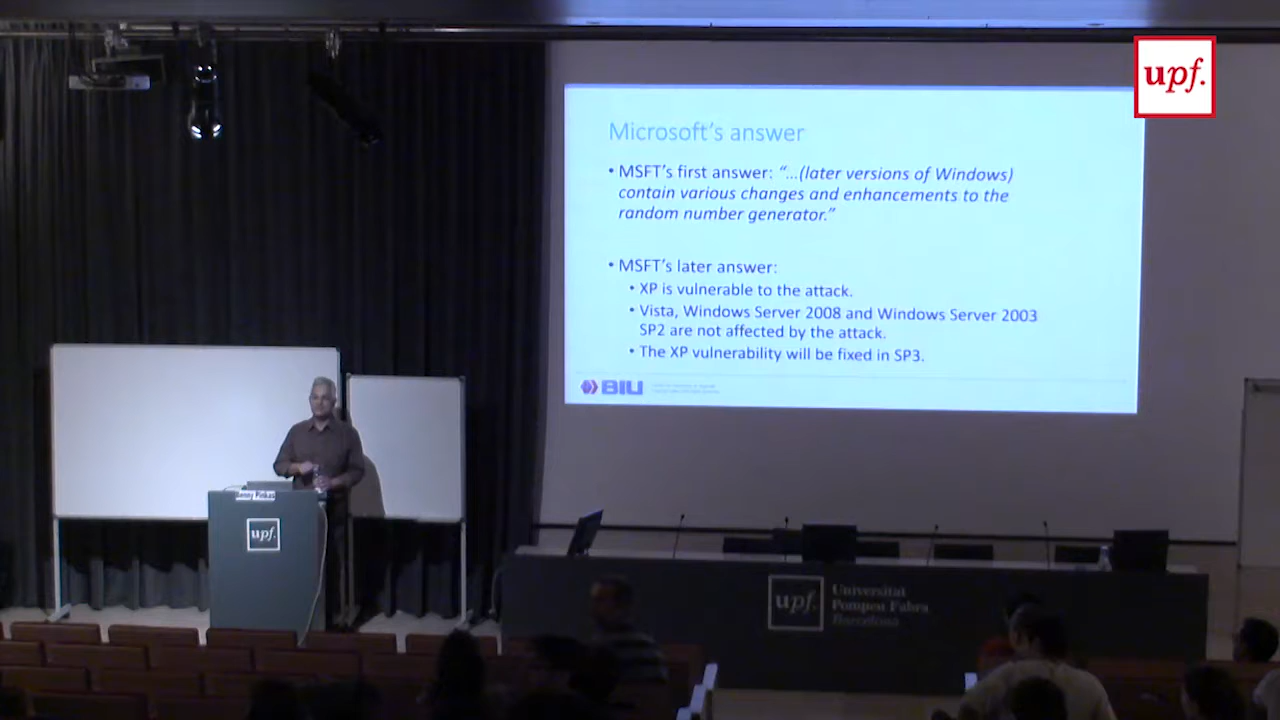 upf.
Microsoft's answer
• MSFT's first answer: "...(later versions of Windows)
contain various changes and enhancements to the
random number generator."
• MSFT's later answer:
• XP is vulnerable to the attack.
• Vista, Windows Server 2008 and Windows Server 2003
SP2 are not affected by the attack.
• The XP vulnerability will be fixed in SP3.
BIU
Benny Pinkas
upf.
upf.
Universitat
Pompeu Fabra
Barcelona